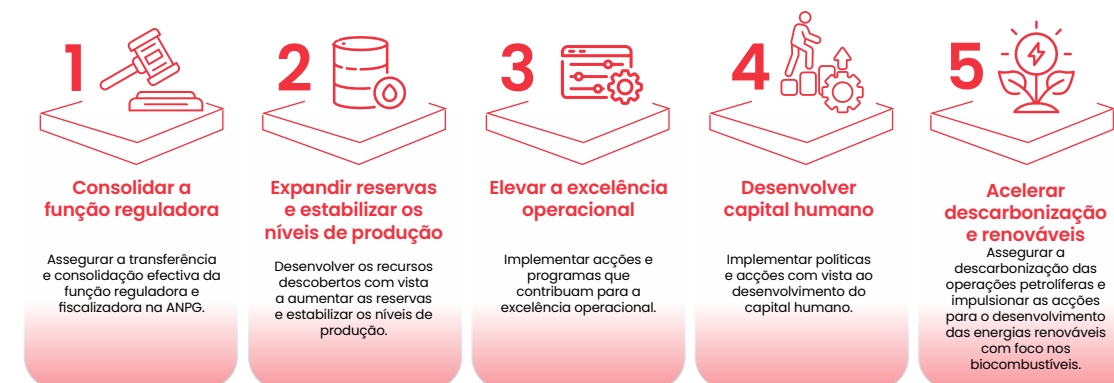 1
Consolidar a
função reguladora
Assegurar a transferência
e consolidação efectiva da
função reguladora e
fiscalizadora na ANPG.
2
Expandir reservas
e estabilizar os
níveis de produção
Desenvolver os recursos
descobertos com vista
a aumentar as reservas
e estabilizar os níveis de
produção.
3
Elevar a excelência
operacional
Implementar acções e
programas que
contribuam para a
excelência operacional.
4
Desenvolver
capital humano
Implementar políticas
e acções com vista ao
desenvolvimento do
capital humano.
5
Acelerar
descarbonização
e renováveis
Assegurar a
descarbonização das
operações petrolíferas e
impulsionar as acções
para o desenvolvimento
das energias renováveis
com foco nos
biocombustíveis.